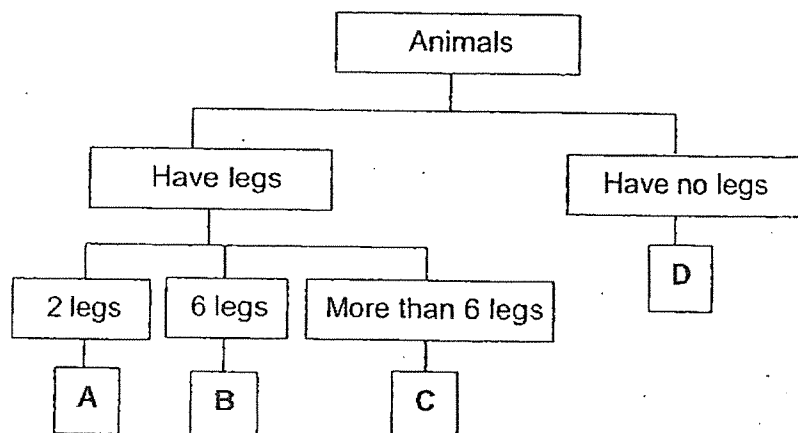 Animals
Have legs
Have no legs
2 legs
6 legs
More than 6 legs
D
A
B
C